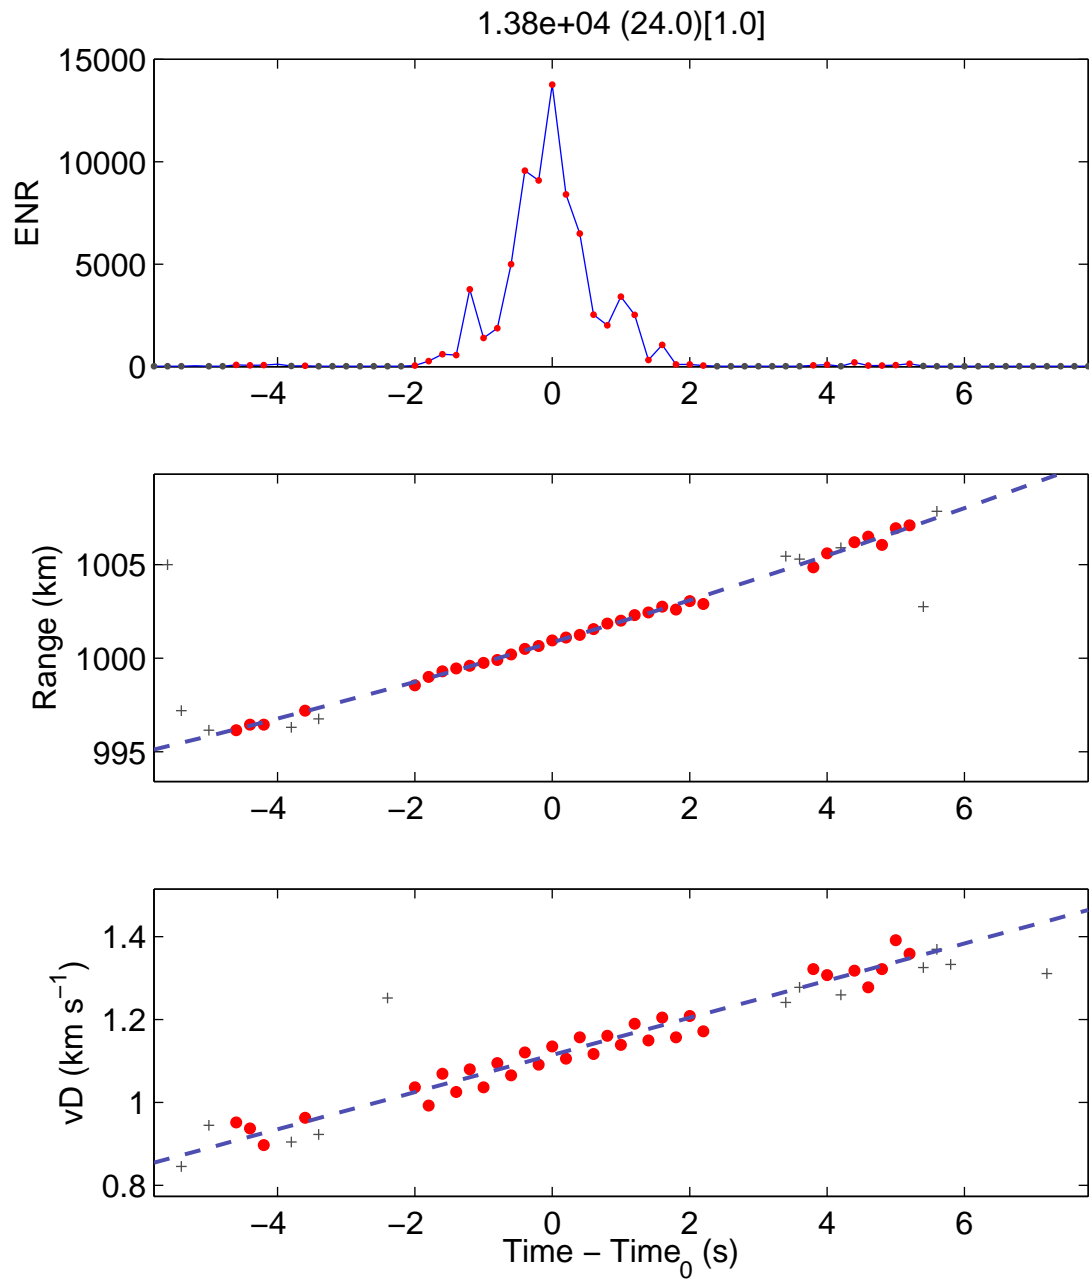 1.38e+04 (24.0)[1.0]
15000
10000
5000
0
ENR
−4 −2 0 2 4 6
1005
1000
995
Range (km)
−4 −2 0 2 4 6
1.4
1.2
1
0.8
vD (km s⁻¹)
−4 −2 0 2 4 6
Time − Time₀ (s)